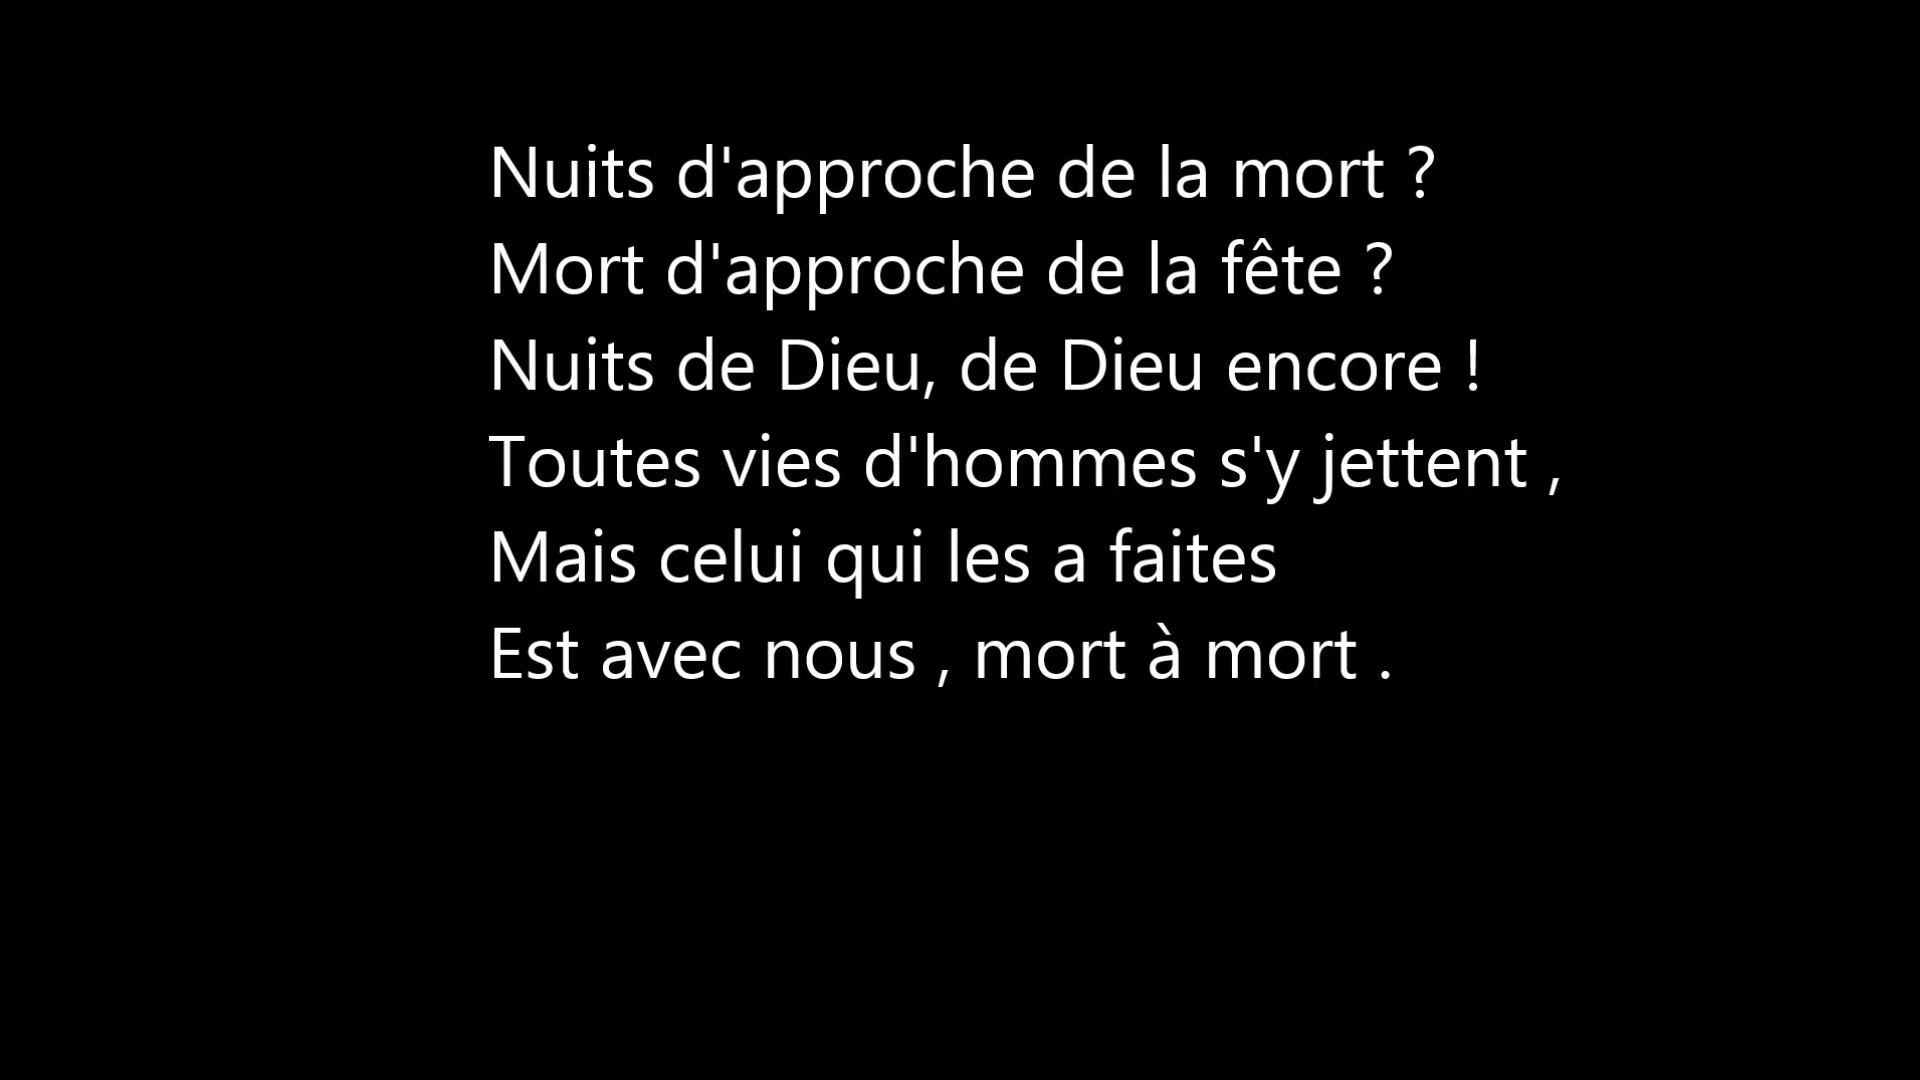 Nuits d'approche de la mort ?
Mort d'approche de la fête ?
Nuits de Dieu, de Dieu encore !
Toutes vies d'hommes s'y jettent ,
Mais celui qui les a faites
Est avec nous , mort à mort .